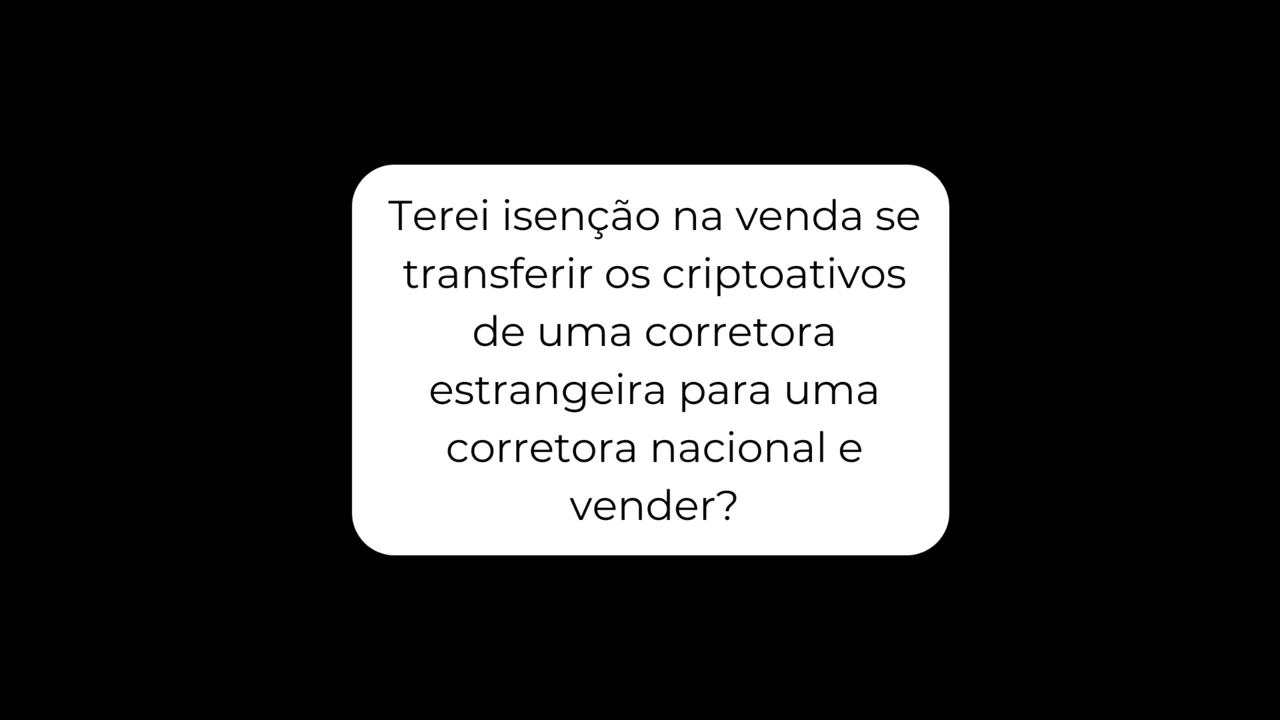 Terei isenção na venda se
transferir os criptoativos
de uma corretora
estrangeira para uma
corretora nacional e
vender?